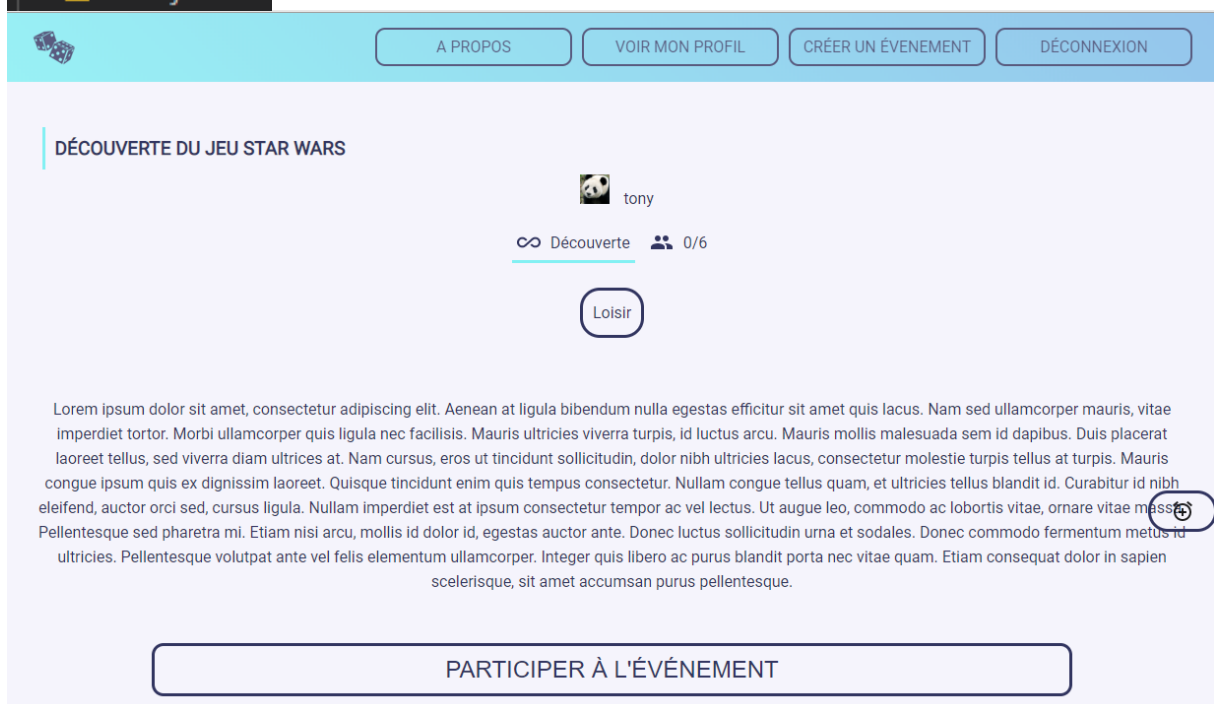 A PROPOS
VOIR MON PROFIL
CRÉER UN ÉVENEMENT
DÉCONNEXION
DÉCOUVERTE DU JEU STAR WARS
tony
Découverte 0/6
Loisir
Lorem ipsum dolor sit amet, consectetur adipiscing elit. Aenean at ligula bibendum nulla egestas efficitur sit amet quis lacus. Nam sed ullamcorper mauris, vitae
imperdiet tortor. Morbi ullamcorper quis ligula nec facilisis. Mauris ultricies viverra turpis, id luctus arcu. Mauris mollis malesuada sem id dapibus. Duis placerat
laoreet tellus, sed viverra diam ultrices at. Nam cursus, eros ut tincidunt sollicitudin, dolor nibh ultricies lacus, consectetur molestie turpis tellus at turpis. Mauris
congue ipsum quis ex dignissim laoreet. Quisque tincidunt enim quis tempus consectetur. Nullam congue tellus quam, et ultricies tellus blandit id. Curabitur id nibh
eleifend, auctor orci sed, cursus ligula. Nullam imperdiet est at ipsum consectetur tempor ac vel lectus. Ut augue leo, commodo ac lobortis vitae, ornare vitae massa.
Pellentesque sed pharetra mi. Etiam nisi arcu, mollis id dolor id, egestas auctor ante. Donec luctus sollicitudin urna et sodales. Donec commodo fermentum metus id
ultricies. Pellentesque volutpat ante vel felis elementum ullamcorper. Integer quis libero ac purus blandit porta nec vitae quam. Etiam consequat dolor in sapien
scelerisque, sit amet accumsan purus pellentesque.
PARTICIPER À L'ÉVÉNEMENT